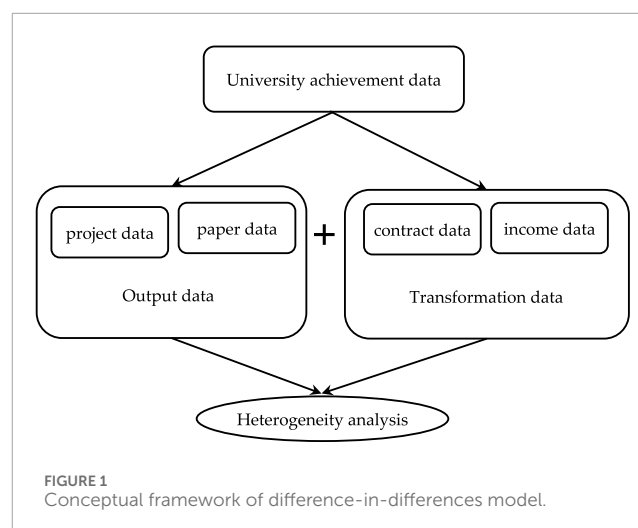 University achievement data
project data
paper data
Output data
+
contract data
income data
Transformation data
Heterogeneity analysis
FIGURE 1
Conceptual framework of difference-in-differences model.